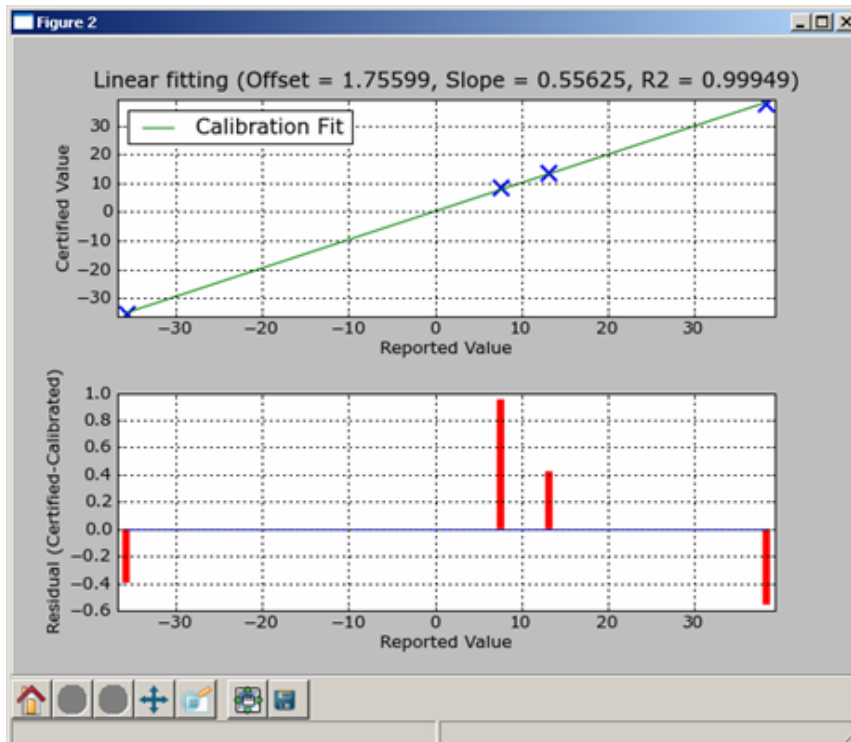 Figure 2
Linear fitting (Offset = 1.75599, Slope = 0.55625, R2 = 0.99949)
Calibration Fit
Certified Value
30
20
10
0
−10
−20
−30
−30 −20 −10 0 10 20 30
Reported Value
Residual (Certified-Calibrated)
1.0
0.8
0.6
0.4
0.2
0.0
−0.2
−0.4
−0.6
−30 −20 −10 0 10 20 30
Reported Value